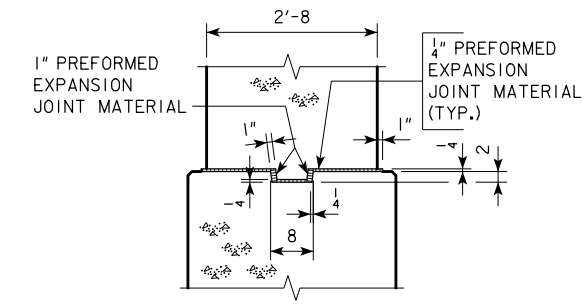 2'-8
1" PREFORMED
EXPANSION
JOINT MATERIAL
1/4" PREFORMED
EXPANSION
JOINT MATERIAL
(TYP.)
1"
1"
1/4
2
1/4
1/4
8